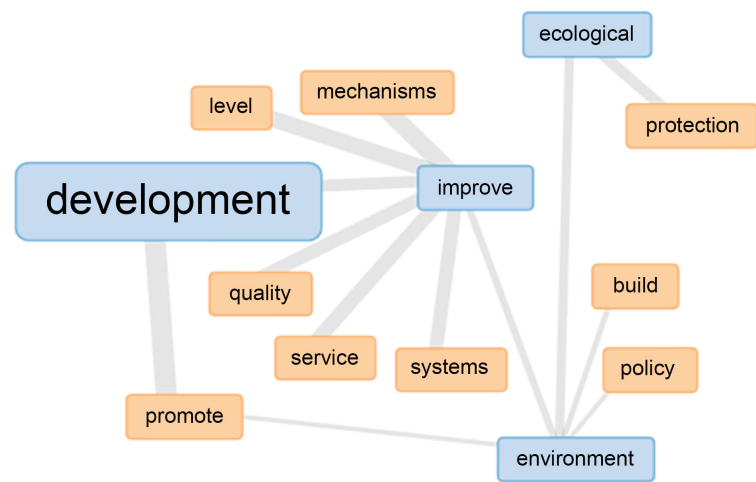 ecological
mechanisms
level
protection
improve
development
build
quality
service
systems
policy
promote
environment